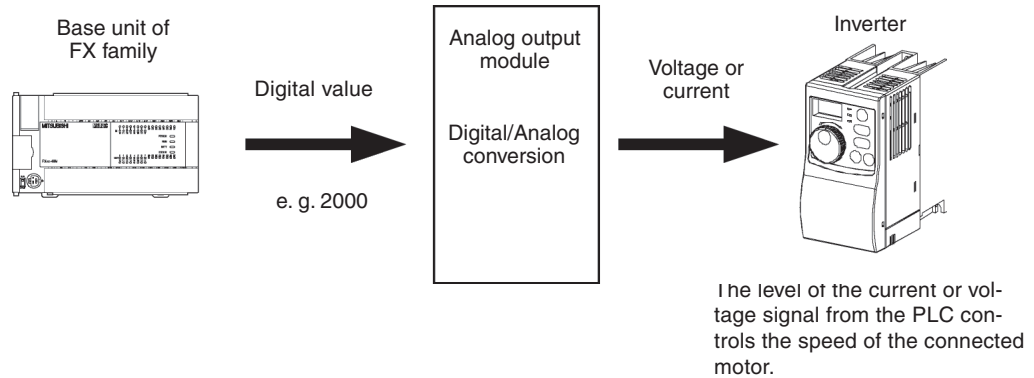 Base unit of
FX family
Digital value
e. g. 2000
Analog output
module
Digital/Analog
conversion
Voltage or
current
Inverter
MITSUBISHI
The level of the current or vol-
tage signal from the PLC con-
trols the speed of the connected
motor.